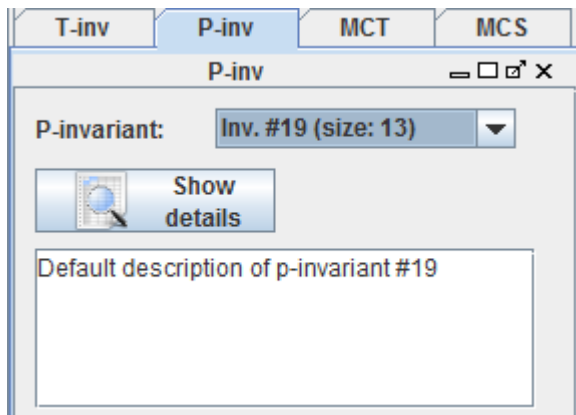 T-inv P-inv MCT MCS
P-inv
P-invariant: Inv. #19 (size: 13)
Show
details
Default description of p-invariant #19